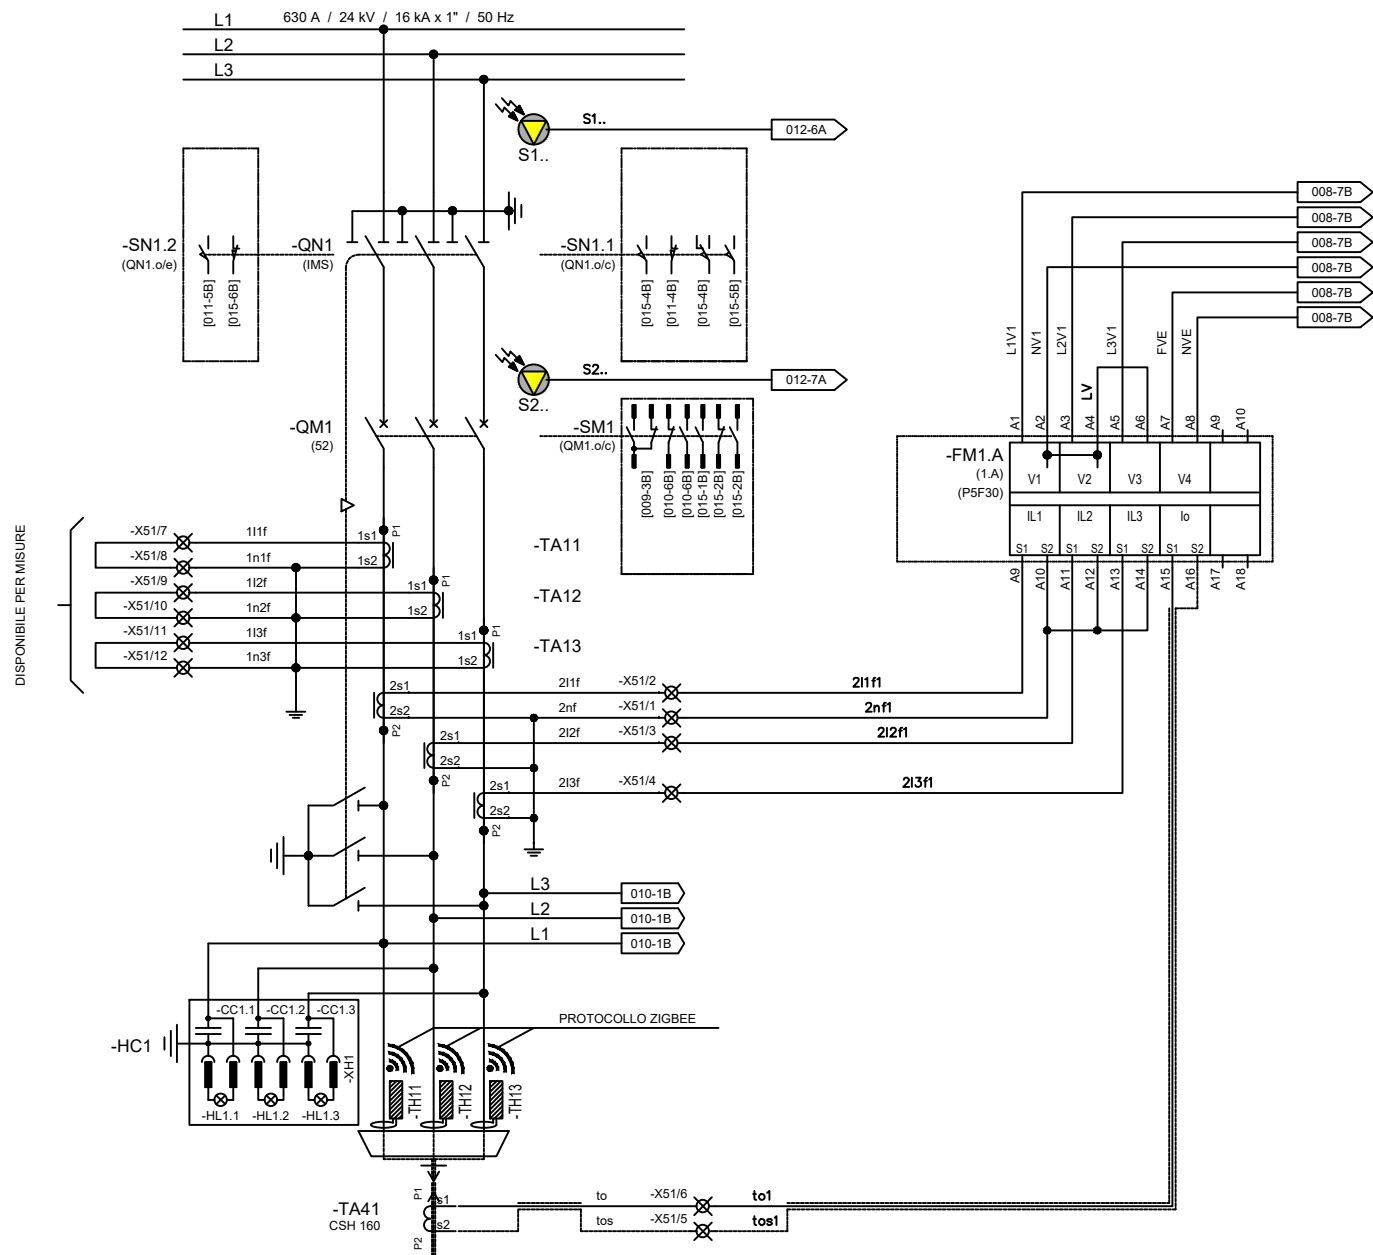 L1 630 A / 24 kV / 16 kA x 1" / 50 Hz
L2
L3
S1..
012-6A
S1..
008-7B
008-7B
008-7B
008-7B
008-7B
008-7B
-SN1.2
(QN1.o/e)
[011-5B]
[015-6B]
-QN1
(IMS)
-SN1.1
(QN1.o/c)
[015-4B]
[011-4B]
[015-4B]
[015-5B]
L1V1
NV1
L2V1
LV
L3V1
FVE
NVE
S2..
012-7A
S2..
-QM1
(52)
-SM1
(QM1.o/c)
[009-3B]
[010-6B]
[010-6B]
[015-1B]
[015-2B]
[015-2B]
A1 A2 A3 A4 A5 A6 A7 A8 A9 A10
-FM1.A
(1.A)
(P5F30)
V1 V2 V3 V4
IL1 IL2 IL3 Io
S1 S2 S1 S2 S1 S2 S1 S2
A9 A10 A11 A12 A13 A14 A15 A16 A17 A18
DISPONIBILE PER MISURE
-X51/7 1l1f 1s1 P1
-X51/8 1n1f 1s2
-TA11
-X51/9 1l2f 1s1 P1
-X51/10 1n2f 1s2
-TA12
-X51/11 1l3f 1s1 P1
-X51/12 1n3f 1s2
-TA13
2s1 2l1f -X51/2 2l1f1
2s2 2nf -X51/1 2nf1
P2
2s1 2l2f -X51/3 2l2f1
2s2
P2
2s1 2l3f -X51/4 2l3f1
2s2
P2
L3 010-1B
L2 010-1B
L1 010-1B
-CC1.1 -CC1.2 -CC1.3
PROTOCOLLO ZIGBEE
-HC1
-XH1
-HL1.1 -HL1.2 -HL1.3
-TH11
-TH12
-TH13
-TA41
CSH 160
P1
s1 to -X51/6 to1
s2 tos -X51/5 tos1
P2